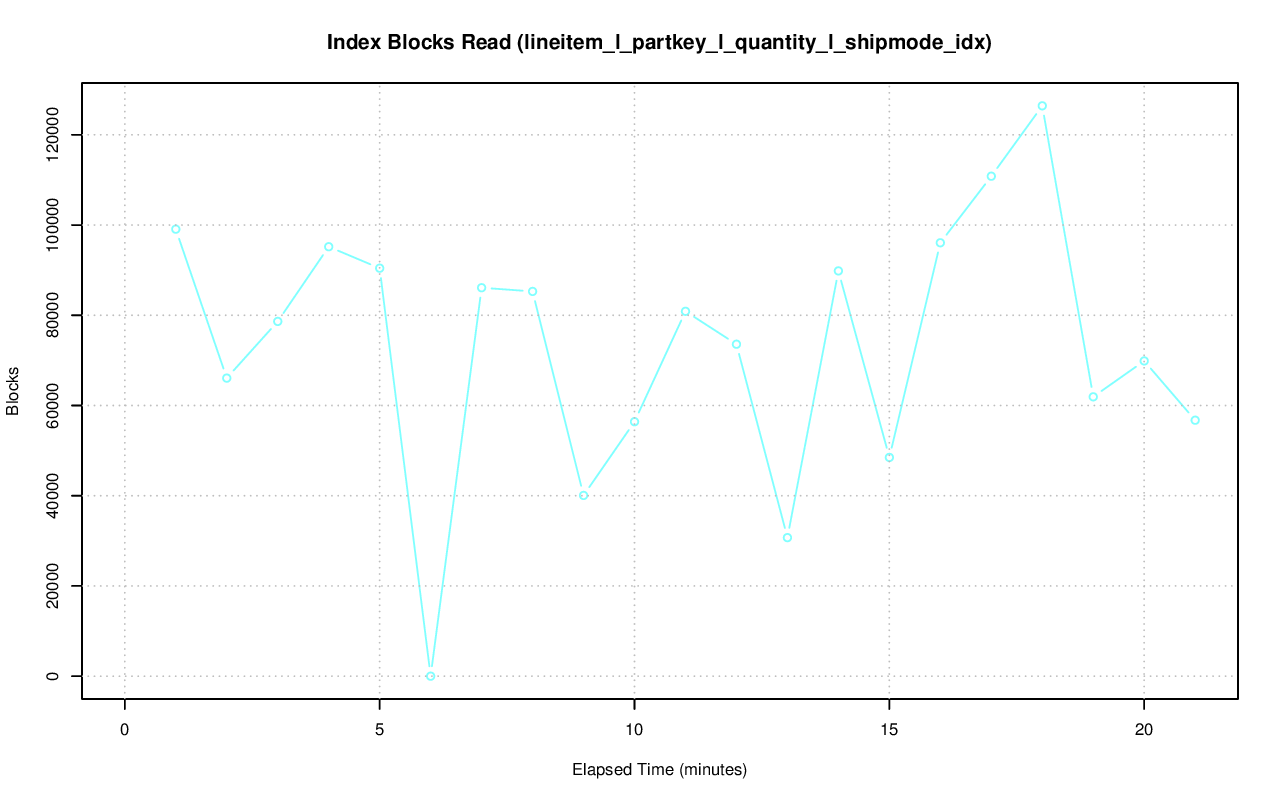 Index Blocks Read (lineitem_l_partkey_l_quantity_l_shipmode_idx)
120000
100000
80000
60000
40000
20000
0
Blocks
0 5 10 15 20
Elapsed Time (minutes)